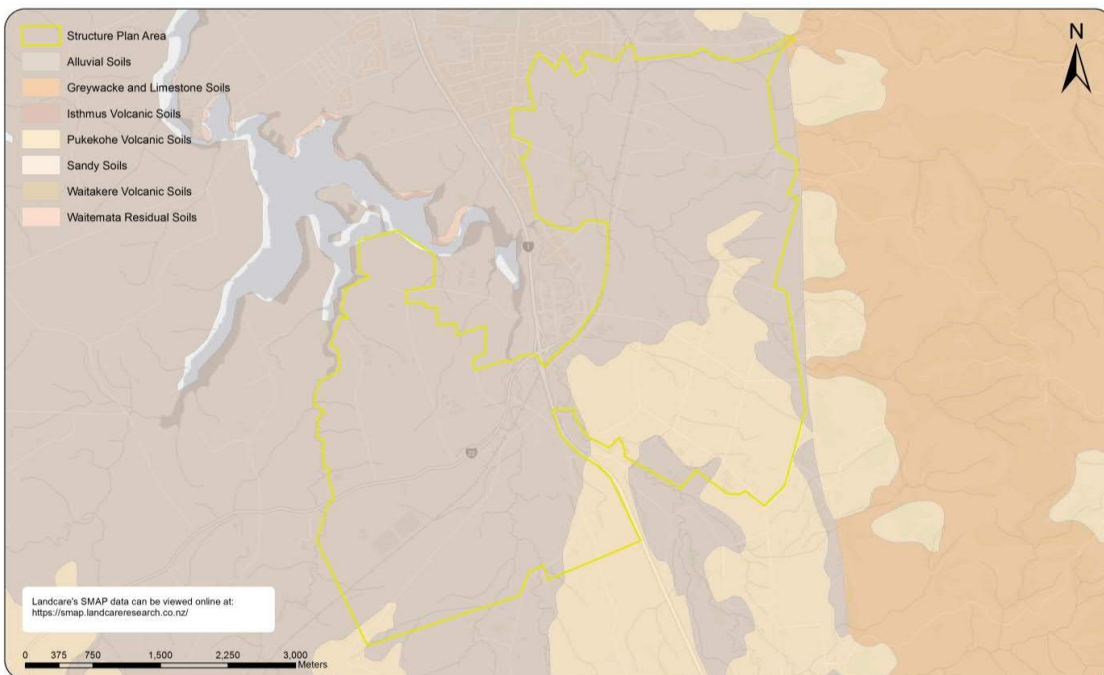 Structure Plan Area
Alluvial Soils
Greywacke and Limestone Soils
Isthmus Volcanic Soils
Pukekohe Volcanic Soils
Sandy Soils
Waitakere Volcanic Soils
Waitemata Residual Soils
N
1
22
Landcare's SMAP data can be viewed online at:
https://smap.landcareresearch.co.nz/
0 375 750 1,500 2,250 3,000
Meters